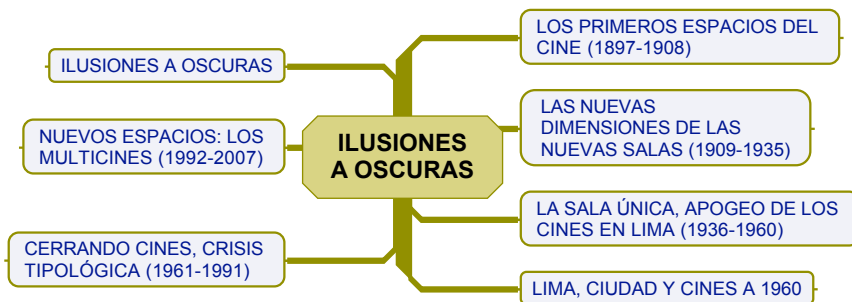 ILUSIONES
A OSCURAS
LOS PRIMEROS ESPACIOS DEL
CINE (1897-1908)
LAS NUEVAS
DIMENSIONES DE LAS
NUEVAS SALAS (1909-1935)
LA SALA ÚNICA, APOGEO DE LOS
CINES EN LIMA (1936-1960)
LIMA, CIUDAD Y CINES A 1960
CERRANDO CINES, CRISIS
TIPOLÓGICA (1961-1991)
NUEVOS ESPACIOS: LOS
MULTICINES (1992-2007)
ILUSIONES A OSCURAS